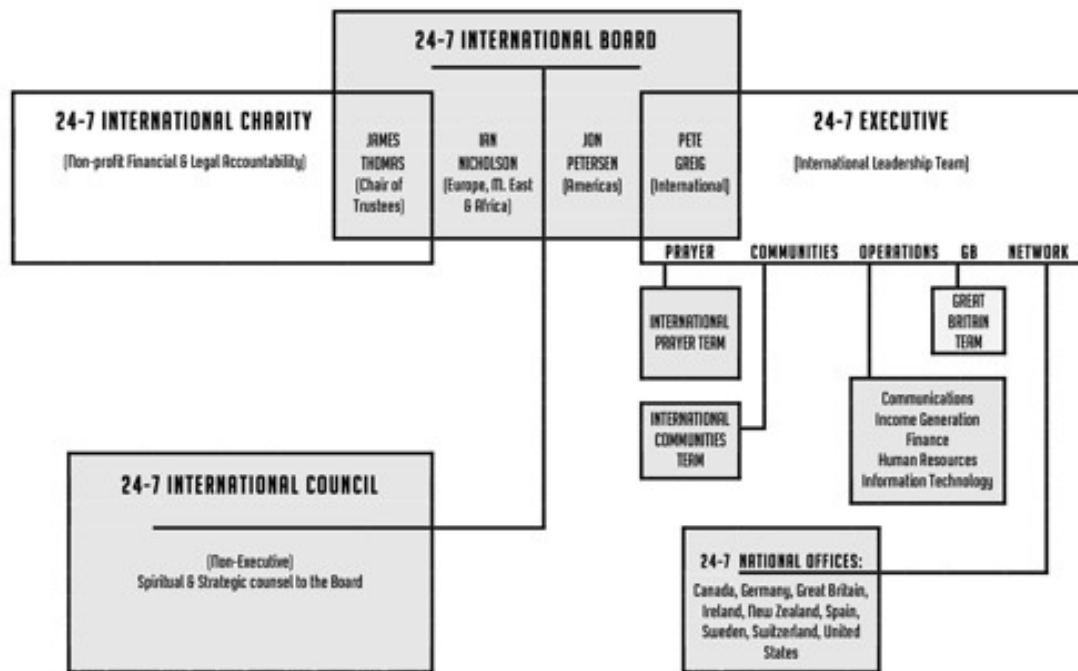 24-7 INTERNATIONAL BOARD
24-7 INTERNATIONAL CHARITY
(Non-profit Financial & Legal Accountability)
JAMES
THOMAS
(Chair of
Trustees)
IAN
NICHOLSON
(Europe, M. East
& Africa)
JON
PETERSEN
(Americas)
PETE
GREIG
(International)
24-7 EXECUTIVE
(International Leadership Team)
PRAYER COMMUNITIES OPERATIONS GB NETWORK
INTERNATIONAL
PRAYER TEAM
GREAT
BRITAIN
TEAM
INTERNATIONAL
COMMUNITIES
TEAM
Communications
Income Generation
Finance
Human Resources
Information Technology
24-7 INTERNATIONAL COUNCIL
(Non-Executive)
Spiritual & Strategic counsel to the Board
24-7 NATIONAL OFFICES:
Canada, Germany, Great Britain,
Ireland, New Zealand, Spain,
Sweden, Switzerland, United
States